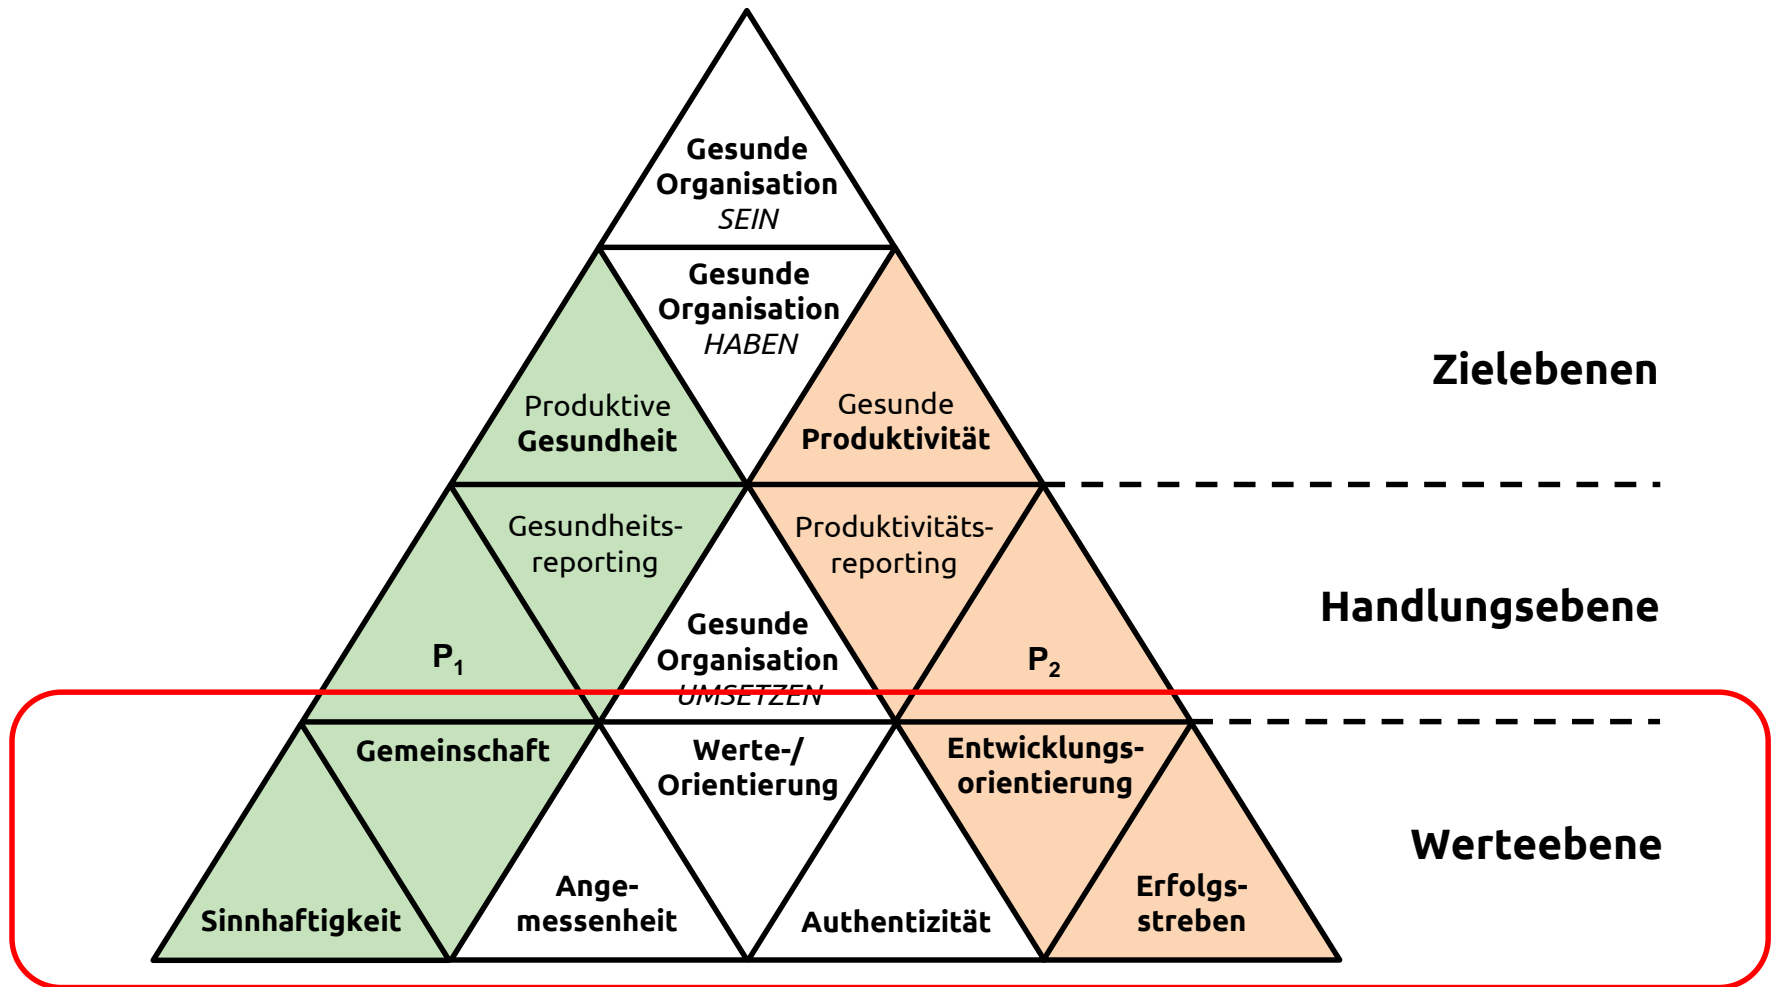 Gesunde
Organisation
SEIN
Gesunde
Organisation
HABEN
Produktive
Gesundheit
Gesunde
Produktivität
Zielebenen
Gesundheits-
reporting
Produktivitäts-
reporting
P₁
Gesunde
Organisation
UMSETZEN
P₂
Handlungsebene
Gemeinschaft
Werte-/
Orientierung
Entwicklungs-
orientierung
Sinnhaftigkeit
Ange-
messenheit
Authentizität
Erfolgs-
streben
Werteebene